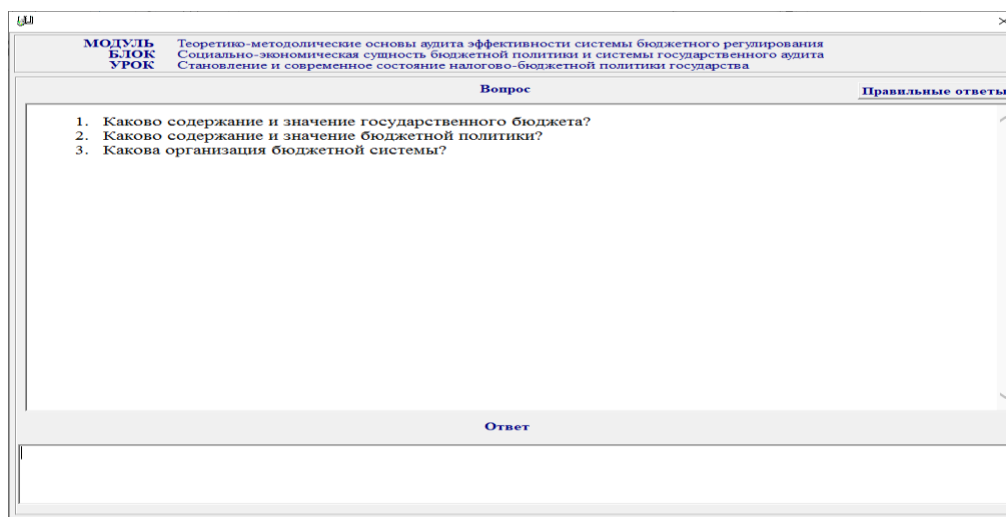 МОДУЛЬ Теоретико-методолические основы аудита эффективности системы бюджетного регулирования
БЛОК Социально-экономическая сущность бюджетной политики и системы государственного аудита
УРОК Становление и современное состояние налогово-бюджетной политики государства
Вопрос Правильные ответы
1. Каково содержание и значение государственного бюджета?
2. Каково содержание и значение бюджетной политики?
3. Какова организация бюджетной системы?
Ответ